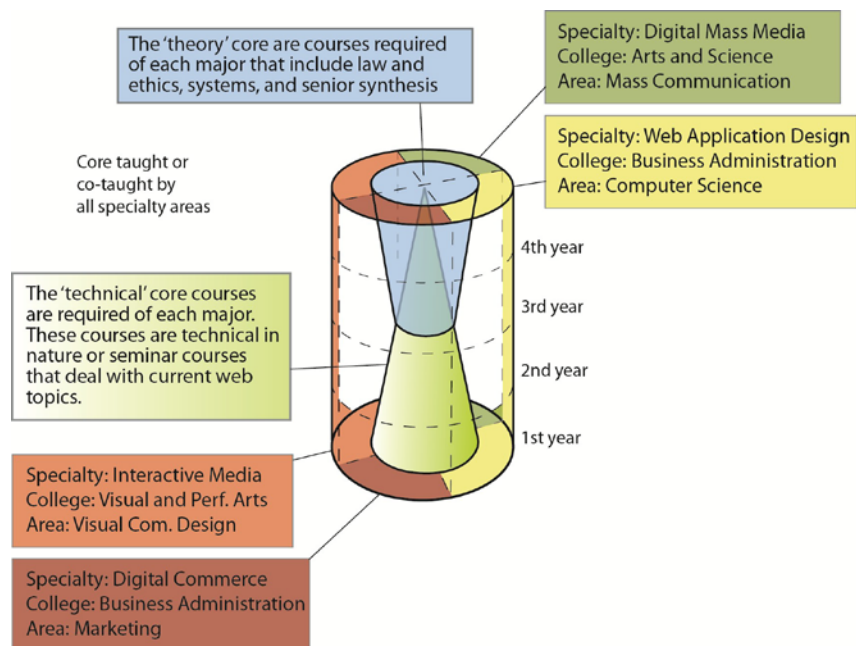 The 'theory' core are courses required
of each major that include law and
ethics, systems, and senior synthesis
Specialty: Digital Mass Media
College: Arts and Science
Area: Mass Communication
Specialty: Web Application Design
College: Business Administration
Area: Computer Science
Core taught or
co-taught by
all specialty areas
4th year
3rd year
2nd year
1st year
The 'technical' core courses
are required of each major.
These courses are technical in
nature or seminar courses
that deal with current web
topics.
Specialty: Interactive Media
College: Visual and Perf. Arts
Area: Visual Com. Design
Specialty: Digital Commerce
College: Business Administration
Area: Marketing